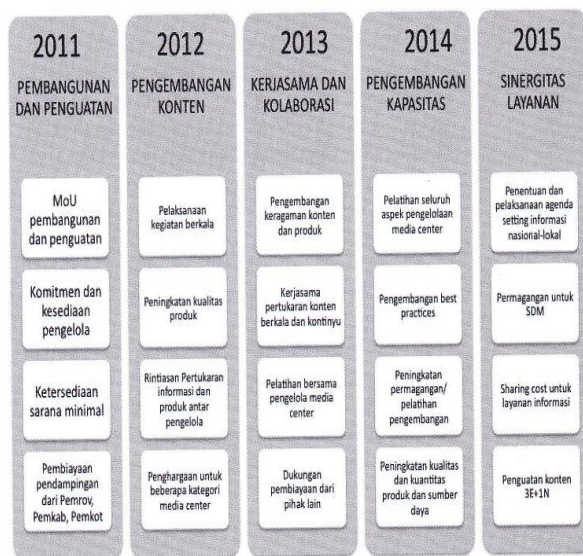 2011
PEMBANGUNAN
DAN PENGUATAN
MoU
pembangunan
dan penguatan
Komitmen dan
kesediaan
pengelola
Ketersediaan
sarana minimal
Pembiayaan
pendampingan
dari Pemrov,
Pemkab, Pemkot
2012
PENGEMBANGAN
KONTEN
Pelaksanaan
kegiatan berkala
Peningkatan kualitas
produk
Rintiasan Pertukaran
informasi dan
produk antar
pengelola
Penghargaan untuk
beberapa kategori
media center
2013
KERJASAMA DAN
KOLABORASI
Pengembangan
keragaman konten
dan produk
Kerjasama
pertukaran konten
berkala dan kontinyu
Pelatihan bersama
pengelola media
center
Dukungan
pembiayaan dari
pihak lain
2014
PENGEMBANGAN
KAPASITAS
Pelatihan seluruh
aspek pengelolaan
media center
Pengembangan best
practices
Peningkatan
permagangan/
pelatihan
pengembangan
Peningkatan kualitas
dan kuantitas
produk dan sumber
daya
2015
SINERGITAS
LAYANAN
Penentuan dan
pelaksanaan agenda
setting informasi
nasional-lokal
Permagangan untuk
SDM
Sharing cost untuk
layanan informasi
Penguatan konten
3E+1N